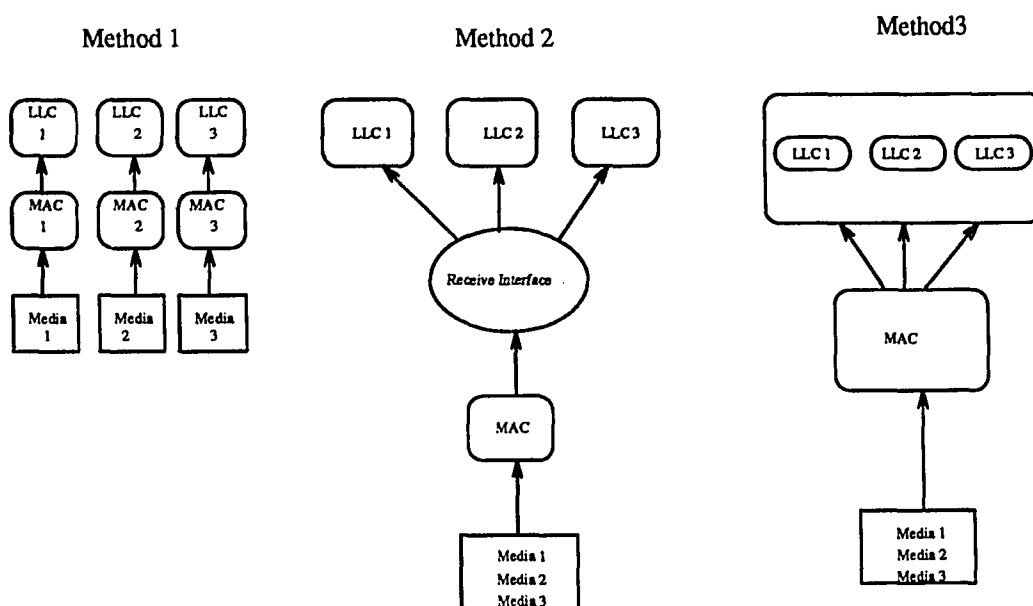 Method 1
LLC
1
LLC
2
LLC
3
MAC
1
MAC
2
MAC
3
Media
1
Media
2
Media
3
Method 2
LLC 1
LLC 2
LLC 3
Receive Interface
MAC
Media 1
Media 2
Media 3
Method3
LLC 1
LLC 2
LLC 3
MAC
Media 1
Media 2
Media 3